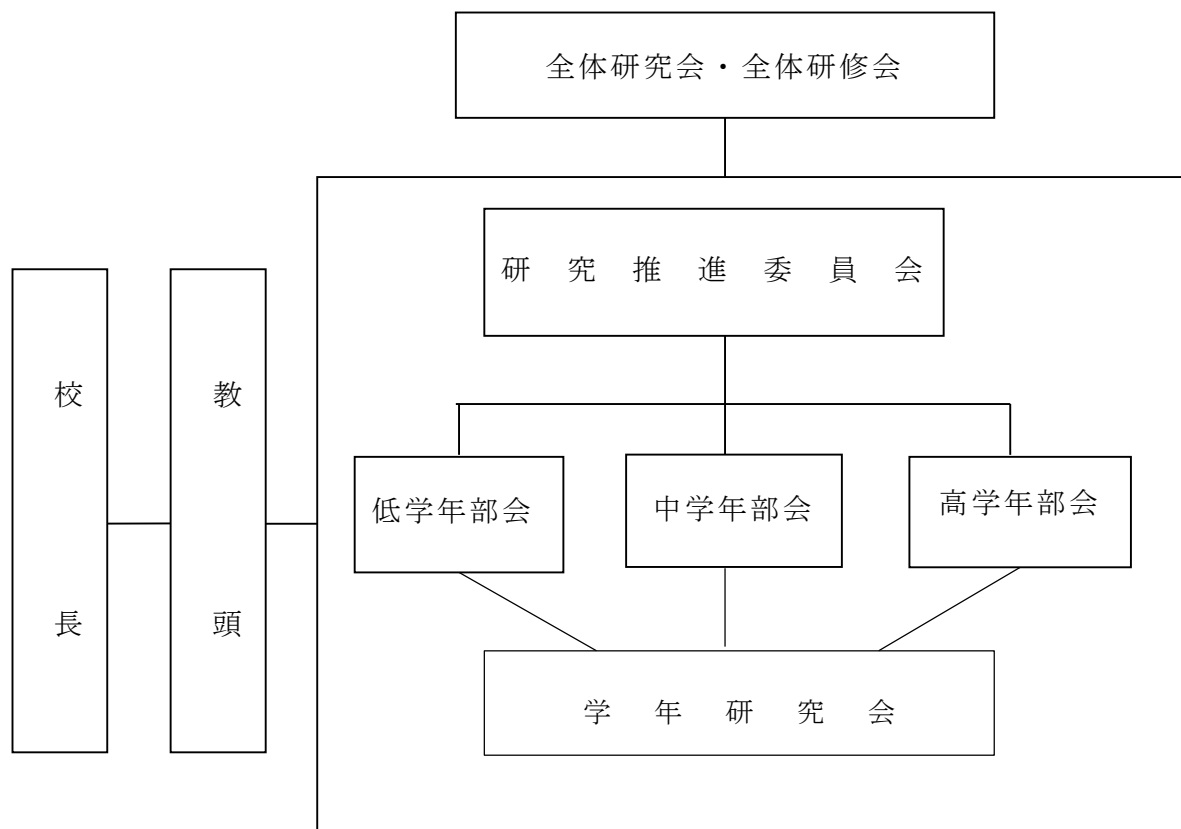 全体研究会・全体研修会
研究推進委員会
校長
教頭
低学年部会
中学年部会
高学年部会
学年研究会